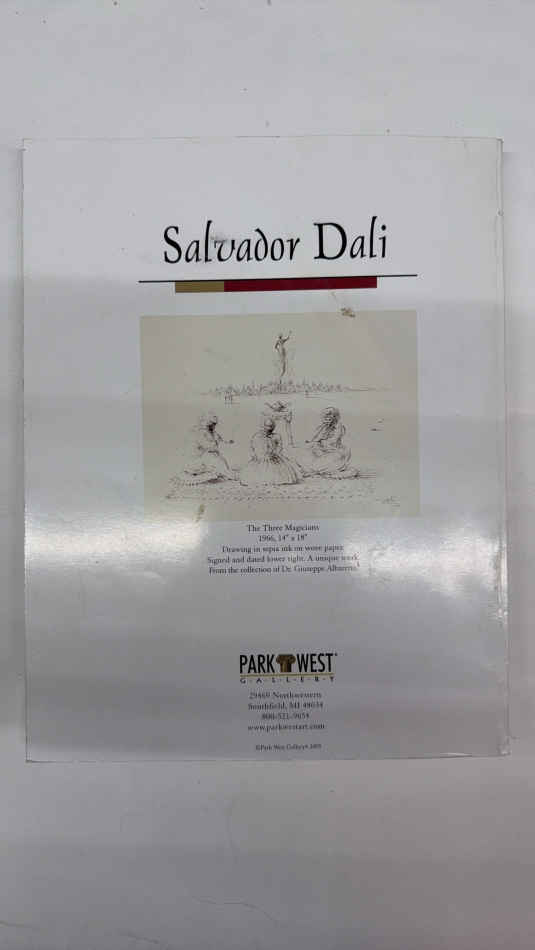 Salvador Dali
The Three Magicians
1966, 14" x 18"
Drawing in sepia ink on wove paper.
Signed and dated lower right. A unique work.
From the collection of Dr. Giuseppe Albaretto.
PARK WEST
G·A·L·L·E·R·Y
29469 Northwestern
Southfield, MI 48034
800-521-9654
www.parkwestart.com
©Park West Gallery®